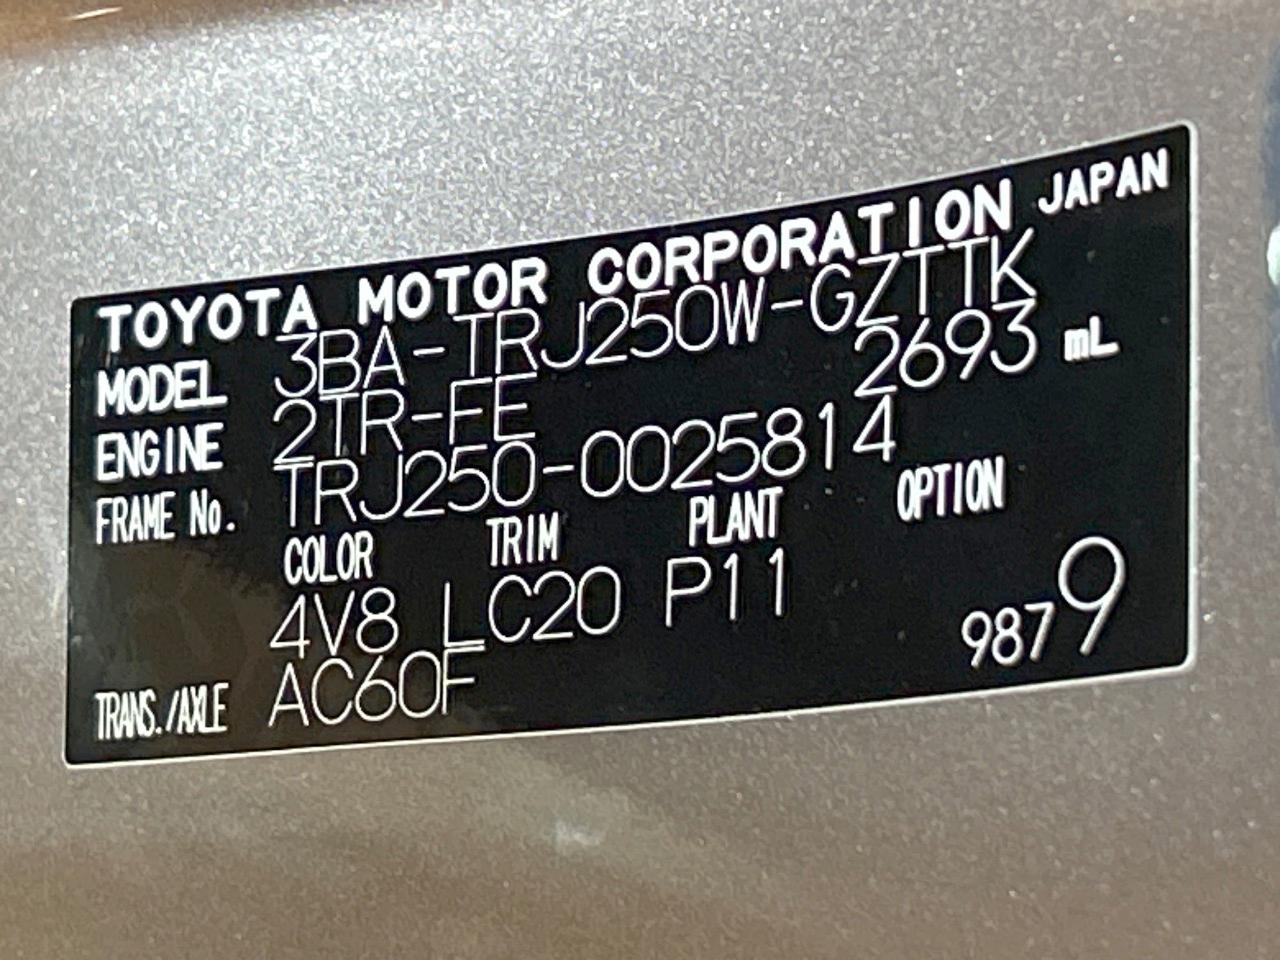 TOYOTA MOTOR CORPORATION JAPAN
MODEL 3BA-TRJ250W-GZTTK
ENGINE 2TR-FE 2693 mL
FRAME No. TRJ250-0025814
COLOR TRIM PLANT OPTION
4V8 LC20 P11
TRANS./AXLE AC60F 9879